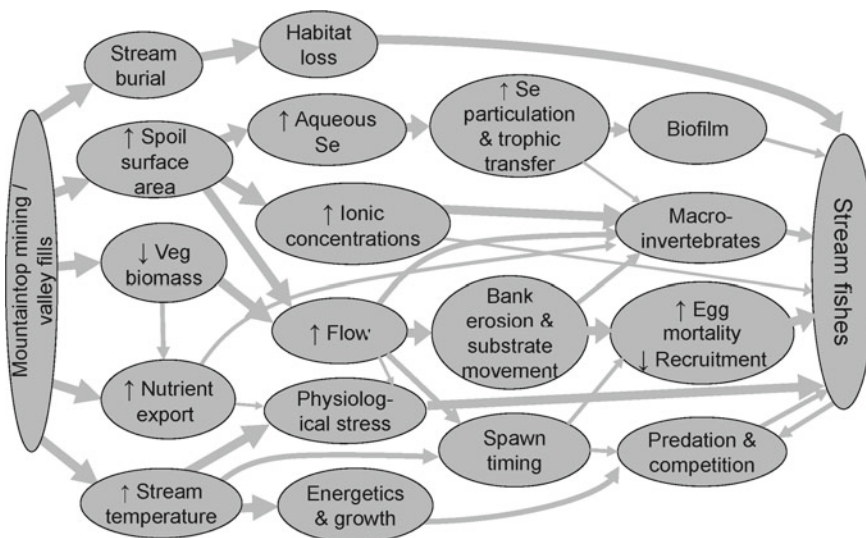 Mountaintop mining /
valley fills
Stream
burial
Habitat
loss
↑ Spoil
surface
area
↑ Aqueous
Se
↑ Se
particulation
& trophic
transfer
Biofilm
↑ Ionic
concentrations
Macro-
invertebrates
↓ Veg
biomass
↑ Flow
Bank
erosion &
substrate
movement
↑ Egg
mortality
↓ Recruitment
↑ Nutrient
export
Physiolog-
ical stress
Spawn
timing
Predation &
competition
↑ Stream
temperature
Energetics
& growth
Stream fishes